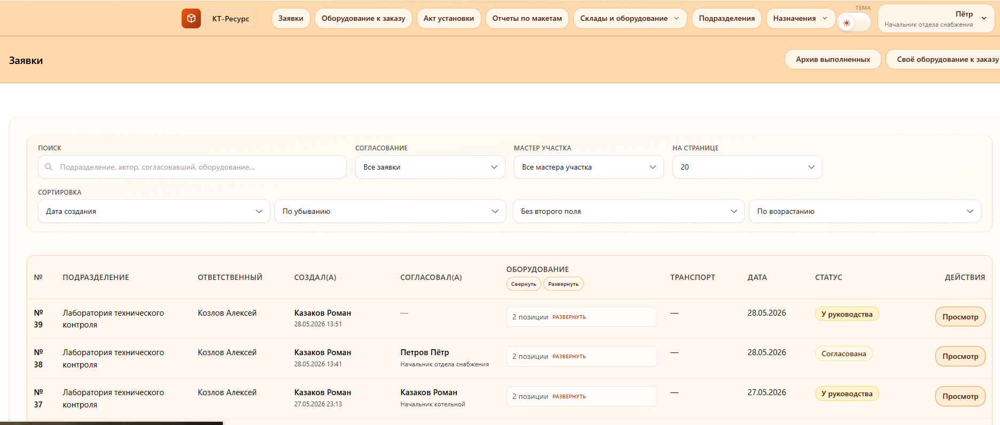 КТ-Ресурс
Заявки
Оборудование к заказу
Акт установки
Отчеты по макетам
Склады и оборудование
Подразделения
Назначения
ТЕМА
Пётр
Начальник отдела снабжения
Заявки
Архив выполненных
Своё оборудование к заказу
ПОИСК
СОГЛАСОВАНИЕ
МАСТЕР УЧАСТКА
НА СТРАНИЦЕ
Подразделение, автор, согласовавший, оборудование...
Все заявки
Все мастера участка
20
СОРТИРОВКА
Дата создания
По убыванию
Без второго поля
По возрастанию
№
ПОДРАЗДЕЛЕНИЕ
ОТВЕТСТВЕННЫЙ
СОЗДАЛ(А)
СОГЛАСОВАЛ(А)
ОБОРУДОВАНИЕ
Свернуть
Развернуть
ТРАНСПОРТ
ДАТА
СТАТУС
ДЕЙСТВИЯ
№ 39
Лаборатория технического
контроля
Козлов Алексей
Казаков Роман
28.05.2026 13:51
—
2 позиции РАЗВЕРНУТЬ
—
28.05.2026
У руководства
Просмотр
№ 38
Лаборатория технического
контроля
Козлов Алексей
Казаков Роман
28.05.2026 13:41
Петров Пётр
Начальник отдела снабжения
2 позиции РАЗВЕРНУТЬ
—
28.05.2026
Согласована
Просмотр
№ 37
Лаборатория технического
контроля
Козлов Алексей
Казаков Роман
27.05.2026 23:13
Казаков Роман
Начальник котельной
2 позиции РАЗВЕРНУТЬ
—
27.05.2026
У руководства
Просмотр